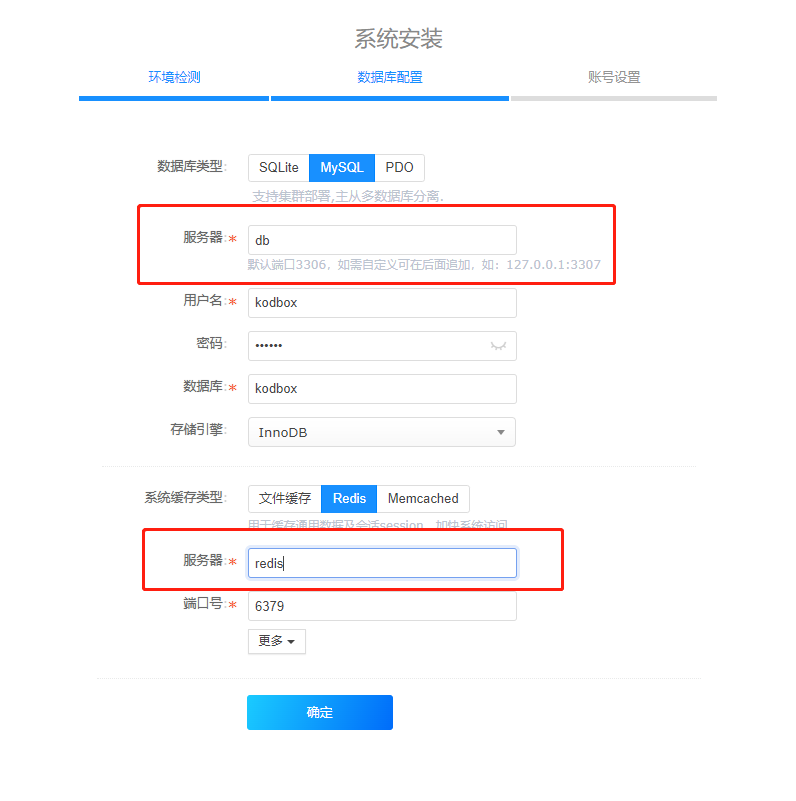 系统安装
环境检测 数据库配置 账号设置
数据库类型: SQLite MySQL PDO
支持集群部署,主从多数据库分离.
服务器:* db
默认端口3306，如需自定义可在后面追加，如：127.0.0.1:3307
用户名:* kodbox
密码: ••••••
数据库:* kodbox
存储引擎: InnoDB
系统缓存类型: 文件缓存 Redis Memcached
用于缓存通用数据及会话session，加快系统访问
服务器:* redis
端口号:* 6379
更多
确定